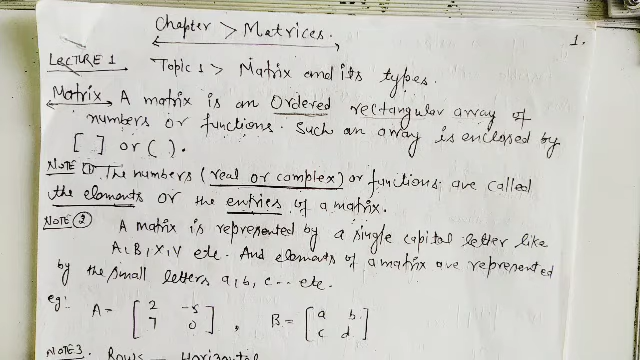 Chapter > Matrices.
1.
LECTURE 1 Topic 1 > Matrix and its types.
Matrix A matrix is an Ordered rectangular array of
numbers or functions. Such an array is enclosed by
[ ] or ( ).
NOTE ① The numbers (real or complex) or functions are called
the elements or the entries of a matrix.
NOTE ② A matrix is represented by a single capital letter like
A, B, X, V etc. And elements of a matrix are represented
by the small letters a, b, c... etc.
eg: A = [ 2 -5
7 0 ] , B = [ a b
c d ]
NOTE 3. Rows — Horizontal